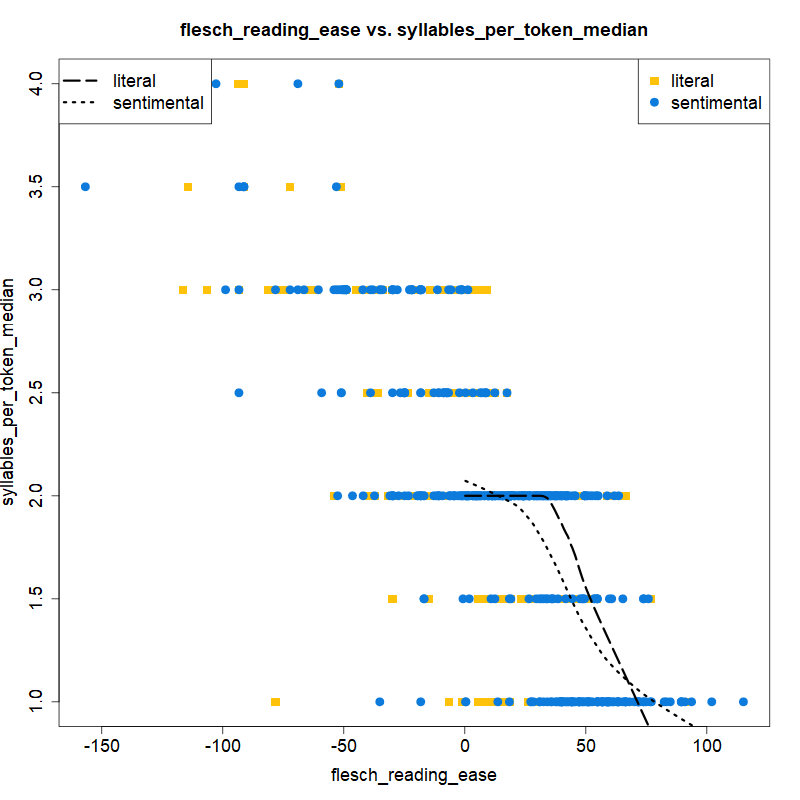 flesch_reading_ease vs. syllables_per_token_median
literal
sentimental
literal
sentimental
syllables_per_token_median
4.0
3.5
3.0
2.5
2.0
1.5
1.0
-150 -100 -50 0 50 100
flesch_reading_ease